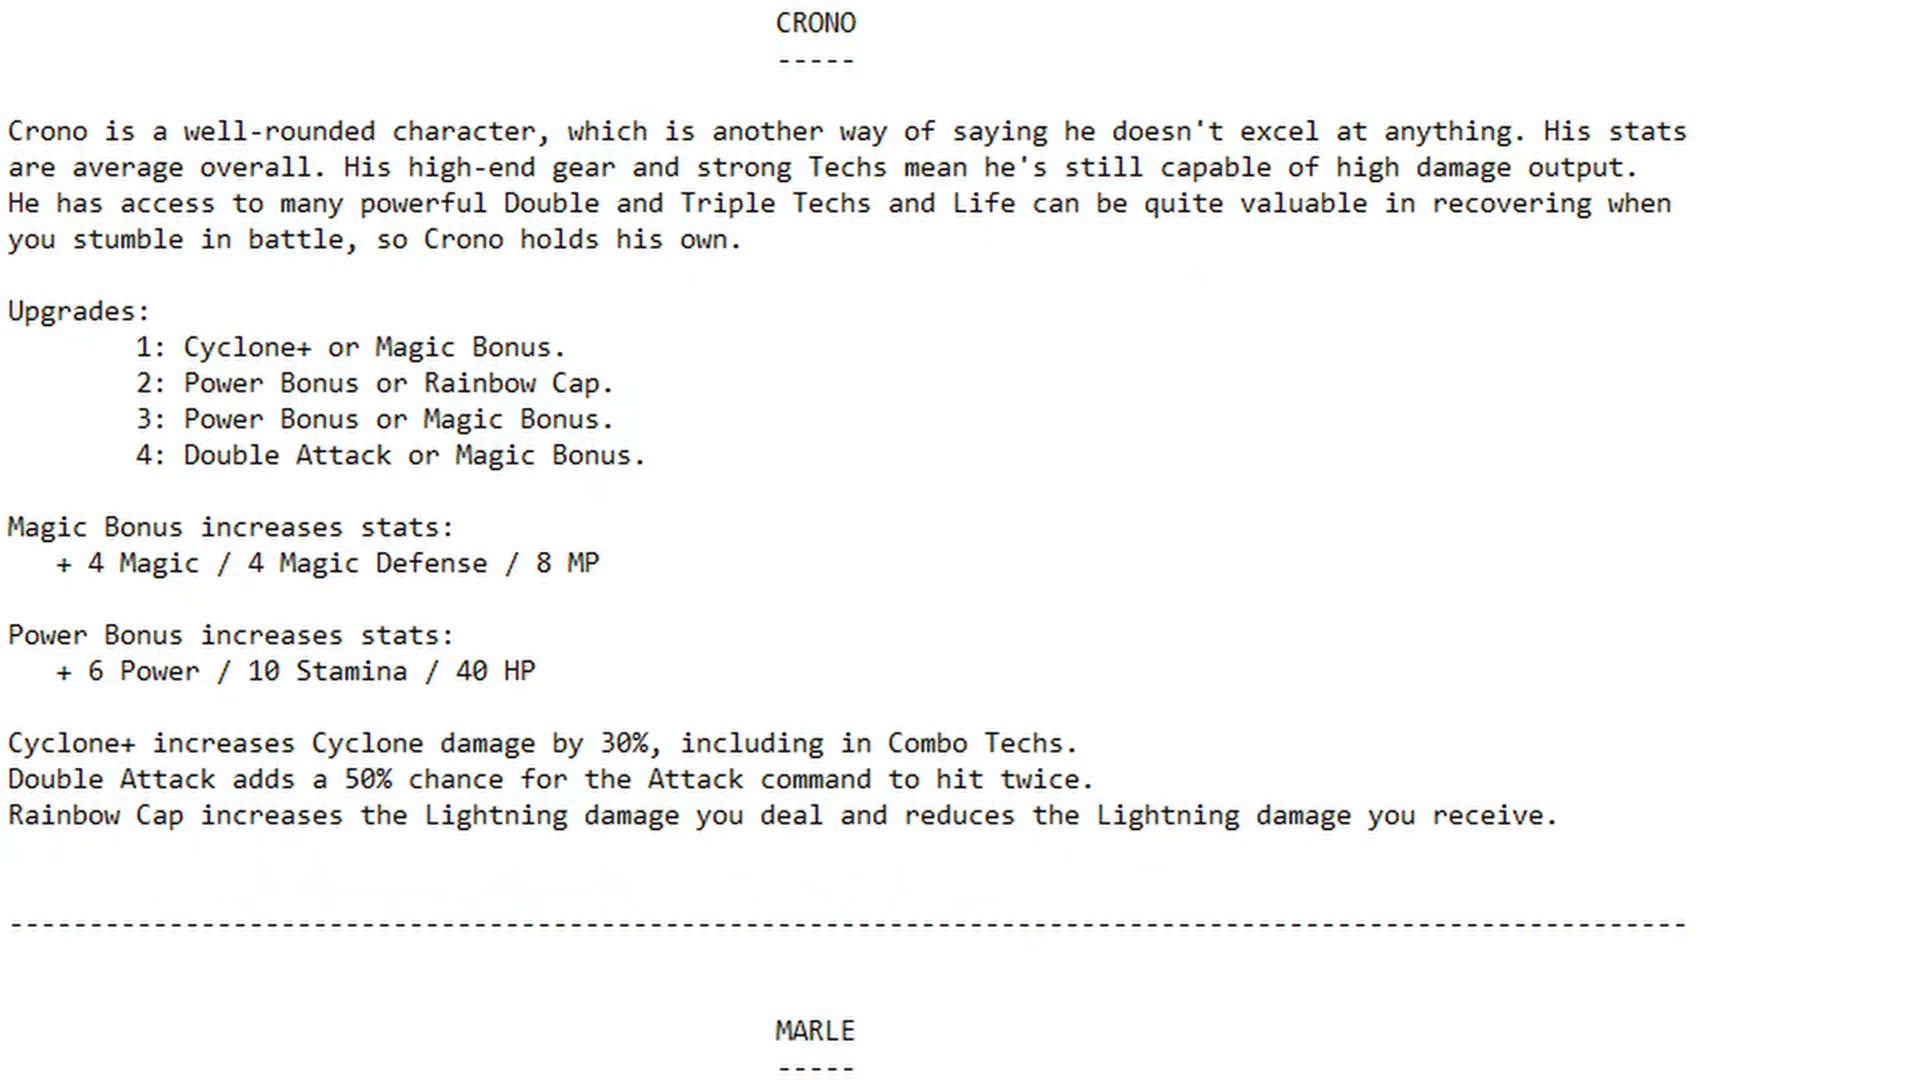 CRONO
-----
Crono is a well-rounded character, which is another way of saying he doesn't excel at anything. His stats
are average overall. His high-end gear and strong Techs mean he's still capable of high damage output.
He has access to many powerful Double and Triple Techs and Life can be quite valuable in recovering when
you stumble in battle, so Crono holds his own.
Upgrades:
1: Cyclone+ or Magic Bonus.
2: Power Bonus or Rainbow Cap.
3: Power Bonus or Magic Bonus.
4: Double Attack or Magic Bonus.
Magic Bonus increases stats:
+ 4 Magic / 4 Magic Defense / 8 MP
Power Bonus increases stats:
+ 6 Power / 10 Stamina / 40 HP
Cyclone+ increases Cyclone damage by 30%, including in Combo Techs.
Double Attack adds a 50% chance for the Attack command to hit twice.
Rainbow Cap increases the Lightning damage you deal and reduces the Lightning damage you receive.
---------------------------------------------------------------------------------------------------------
MARLE
-----